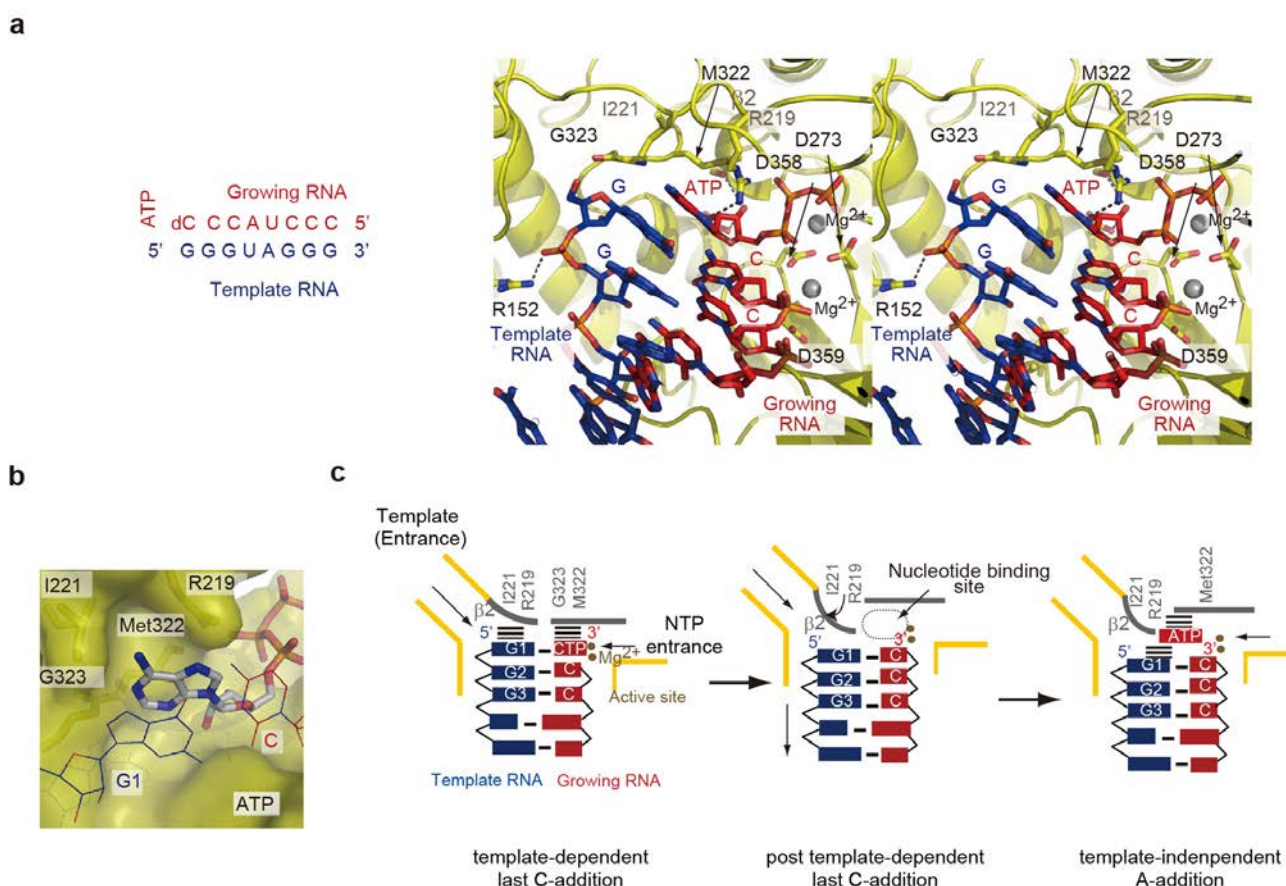 a
ATP
Growing RNA
dC C C A U C C C 5'
5' G G G U A G G G 3'
Template RNA
M322
β2
I221
R219
G323
D273
D358
G
ATP
Mg2+
G
C
R152
C
Mg2+
Template
RNA
D359
Growing
RNA
M322
β2
I221
R219
G323
D273
D358
G
ATP
Mg2+
G
C
R152
C
Mg2+
Template
RNA
D359
Growing
RNA
b
I221
R219
Met322
G323
C
G1
ATP
c
Template
(Entrance)
β2
I221
R219
G323
M322
5'
3'
NTP
entrance
G1
CTP
Mg2+
G2
C
G3
C
Active site
Template RNA
Growing RNA
template-dependent
last C-addition
I221
R219
Nucleotide binding
site
β2
5'
3'
G1
C
G2
C
G3
C
post template-dependent
last C-addition
I221
R219
Met322
β2
ATP
5'
3'
G1
C
G2
C
G3
C
template-indenpendent
A-addition